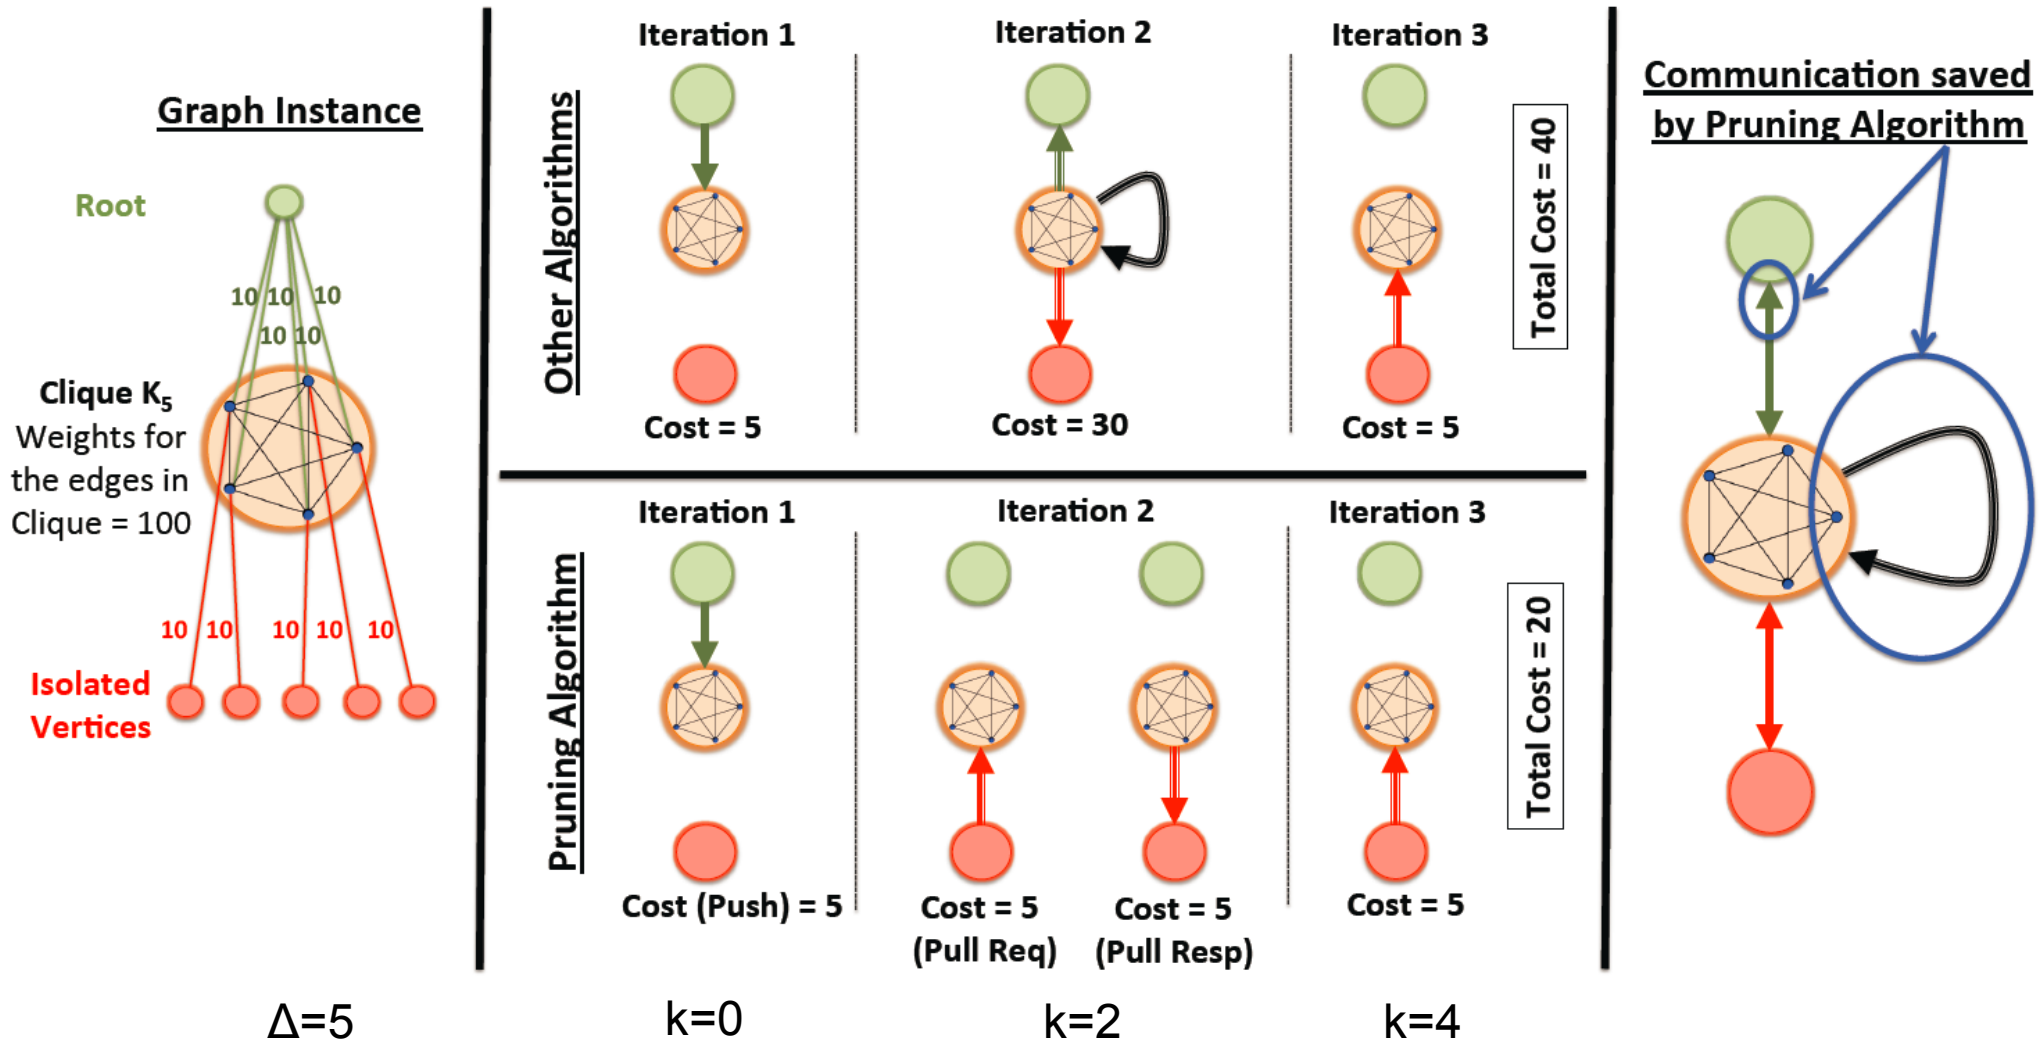 Graph Instance
Root
10 10 10
10 10
Clique K₅
Weights for
the edges in
Clique = 100
10 10 10 10 10
Isolated
Vertices
Δ=5
Other Algorithms
Iteration 1
Cost = 5
Iteration 2
Cost = 30
Iteration 3
Cost = 5
Total Cost = 40
Pruning Algorithm
Iteration 1
Cost (Push) = 5
Iteration 2
Cost = 5
(Pull Req)
Cost = 5
(Pull Resp)
Iteration 3
Cost = 5
Total Cost = 20
k=0
k=2
k=4
Communication saved
by Pruning Algorithm